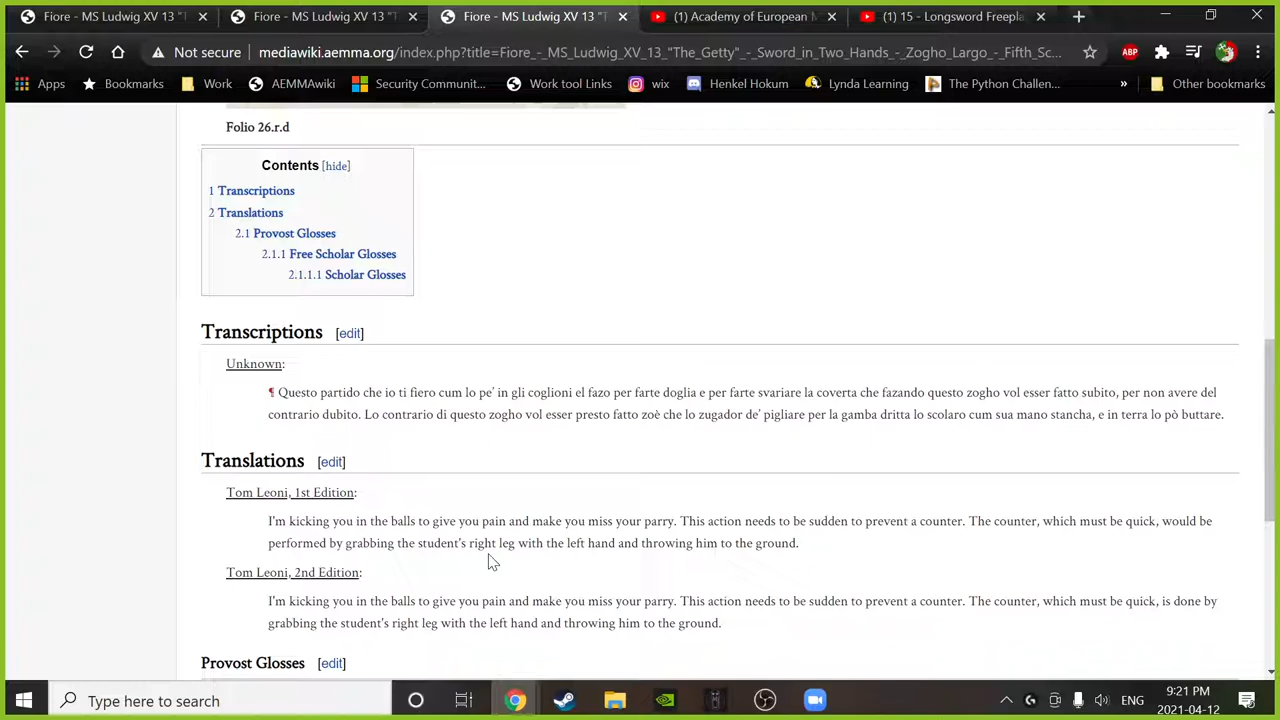 Fiore - MS Ludwig XV 13 "T
Fiore - MS Ludwig XV 13 "T
Fiore - MS Ludwig XV 13 "T
(1) Academy of European M
(1) 15 - Longsword Freepla
Not secure
mediawiki.aemma.org/index.php?title=Fiore_-_MS_Ludwig_XV_13_"The_Getty"_-_Sword_in_Two_Hands_-_Zogho_Largo_-_Fifth_Sc...
ABP
Apps
Bookmarks
Work
AEMMAwiki
Security Communit...
Work tool Links
wix
Henkel Hokum
Lynda Learning
The Python Challen...
»
Other bookmarks
Folio 26.r.d
Contents [hide]
1 Transcriptions
2 Translations
2.1 Provost Glosses
2.1.1 Free Scholar Glosses
2.1.1.1 Scholar Glosses
Transcriptions [edit]
Unknown:
¶ Questo partido che io ti fiero cum lo pe' in gli coglioni el fazo per farte doglia e per farte svariare la coverta che fazando questo zogho vol esser fatto subito, per non avere del
contrario dubito. Lo contrario di questo zogho vol esser presto fatto zoè che lo zugador de' pigliare per la gamba dritta lo scolaro cum sua mano stancha, e in terra lo pò buttare.
Translations [edit]
Tom Leoni, 1st Edition:
I'm kicking you in the balls to give you pain and make you miss your parry. This action needs to be sudden to prevent a counter. The counter, which must be quick, would be
performed by grabbing the student's right leg with the left hand and throwing him to the ground.
Tom Leoni, 2nd Edition:
I'm kicking you in the balls to give you pain and make you miss your parry. This action needs to be sudden to prevent a counter. The counter, which must be quick, is done by
grabbing the student's right leg with the left hand and throwing him to the ground.
Provost Glosses [edit]
Type here to search
ENG
9:21 PM
2021-04-12